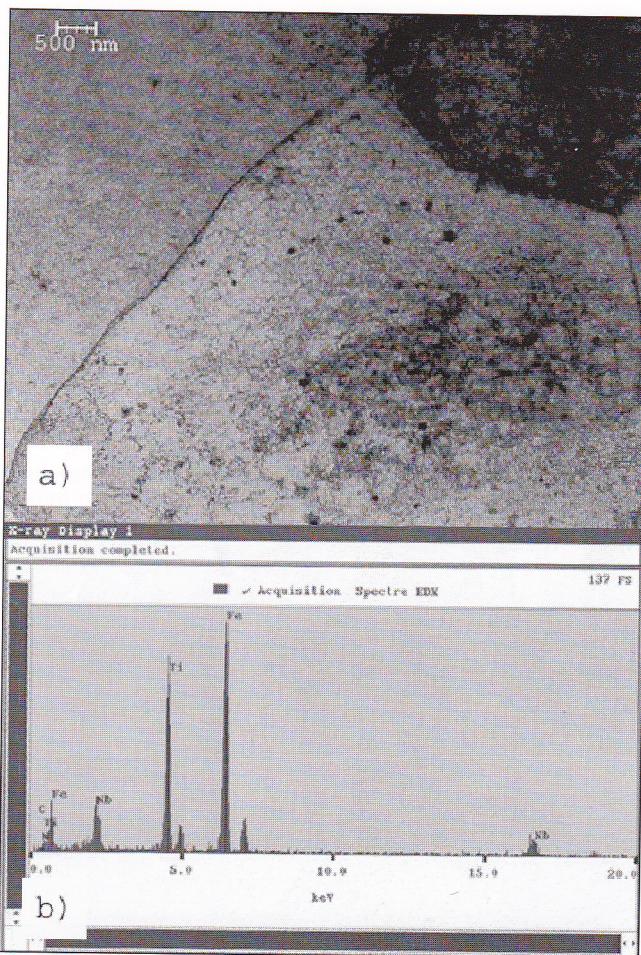 500 nm
a)
X-ray Display 1
Acquisition completed.
137 FS
✓ Acquisition Spectre EDX
Fe
Ti
Fe
C
Nb
Nb
0.0 5.0 10.0 15.0 20.0
keV
b)